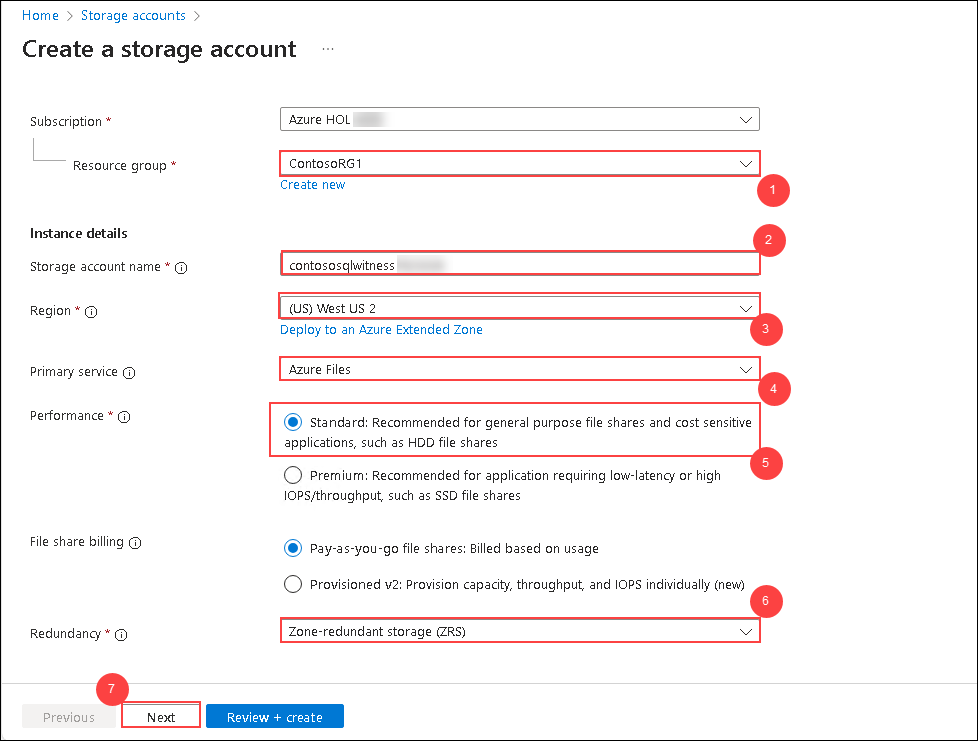 Home > Storage accounts >
Create a storage account ...
Subscription *
Azure HOL
Resource group *
ContosoRG1
Create new
1
Instance details
2
Storage account name *
contososqlwitness
Region *
(US) West US 2
Deploy to an Azure Extended Zone
3
Primary service
Azure Files
4
Performance *
Standard: Recommended for general purpose file shares and cost sensitive
applications, such as HDD file shares
5
Premium: Recommended for application requiring low-latency or high
IOPS/throughput, such as SSD file shares
File share billing
Pay-as-you-go file shares: Billed based on usage
Provisioned v2: Provision capacity, throughput, and IOPS individually (new)
6
Redundancy *
Zone-redundant storage (ZRS)
7
Previous
Next
Review + create